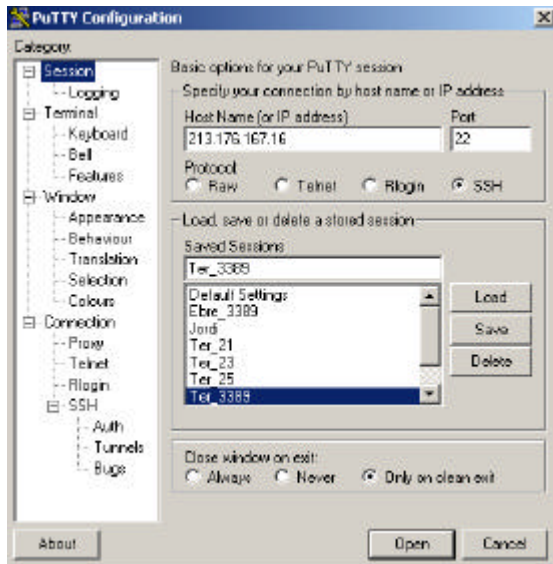 PuTTY Configuration
Category:
Session
Logging
Terminal
Keyboard
Bell
Features
Window
Appearance
Behaviour
Translation
Selection
Colours
Connection
Proxy
Telnet
Rlogin
SSH
Auth
Tunnels
Bugs
Basic options for your PuTTY session
Specify your connection by host name or IP address
Host Name (or IP address) Port
213.176.167.16 22
Protocol:
Raw Telnet Rlogin SSH
Load, save or delete a stored session
Saved Sessions
Ter_3389
Default Settings
Ebre_3389
Jordi
Ter_21
Ter_23
Ter_25
Ter_3389
Load
Save
Delete
Close window on exit:
Always Never Only on clean exit
About Open Cancel